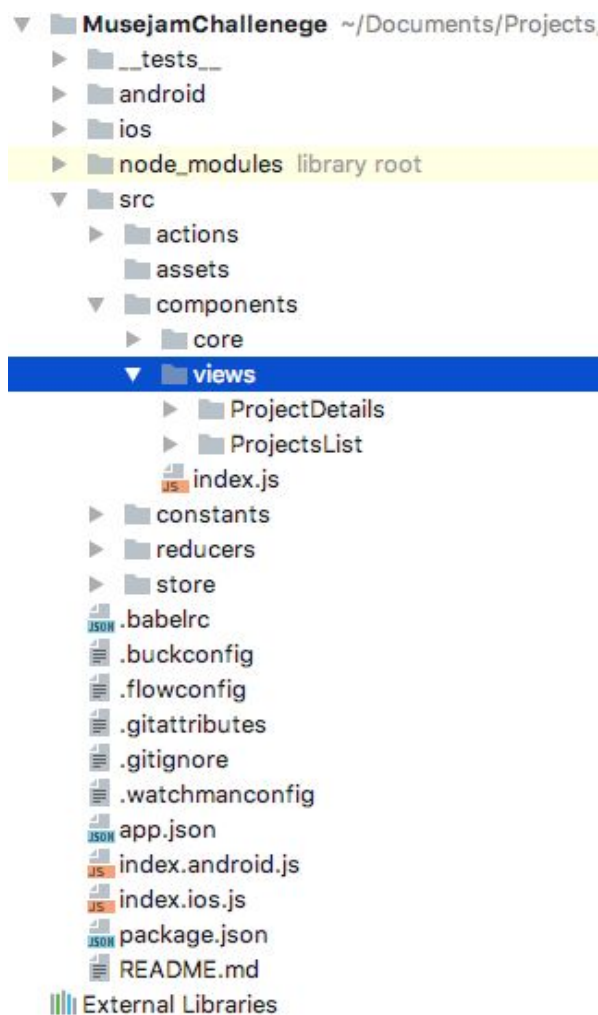 MusejamChallenege ~/Documents/Projects/
__tests__
android
ios
node_modules library root
src
actions
assets
components
core
views
ProjectDetails
ProjectsList
JS index.js
constants
reducers
store
JSON .babelrc
.buckconfig
.flowconfig
.gitattributes
.gitignore
.watchmanconfig
JSON app.json
JS index.android.js
JS index.ios.js
JSON package.json
README.md
External Libraries